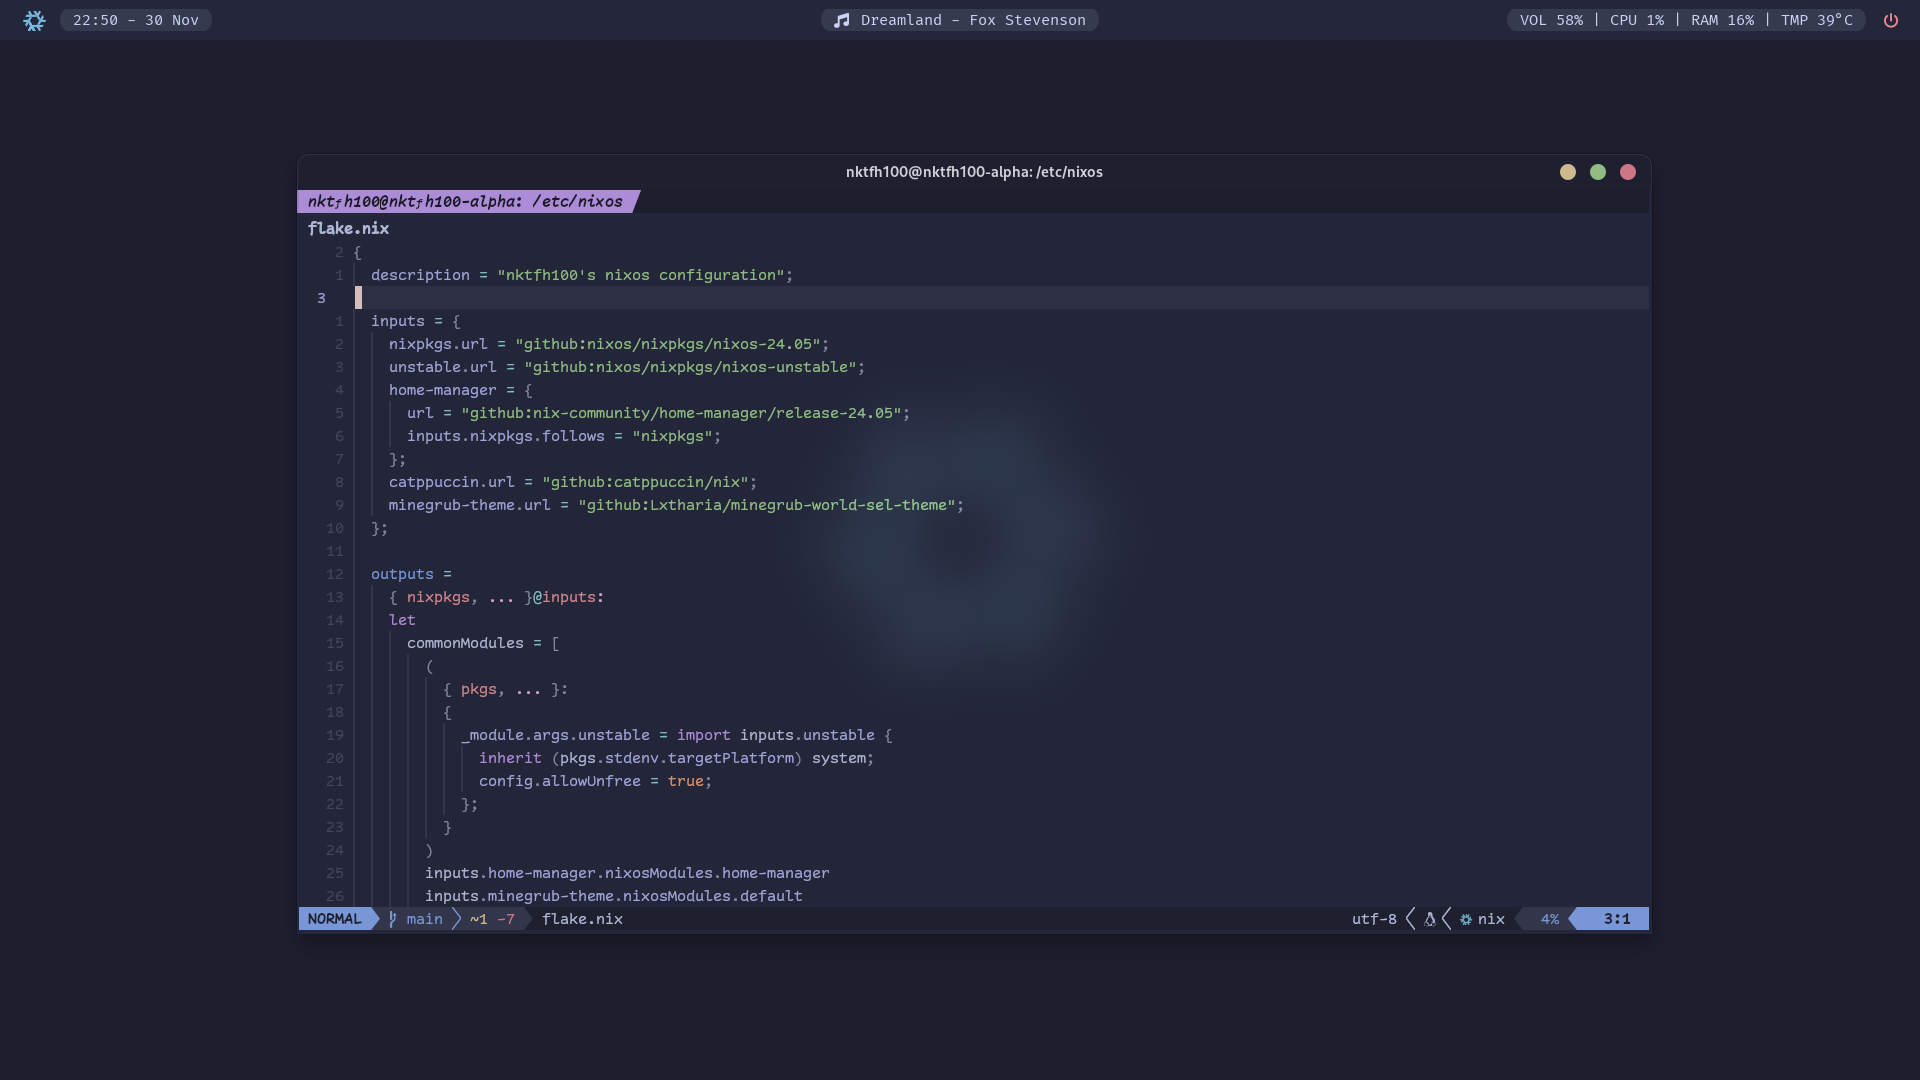 22:50 - 30 Nov
Dreamland - Fox Stevenson
VOL 58% | CPU 1% | RAM 16% | TMP 39°C
nktfh100@nktfh100-alpha: /etc/nixos
nktfh100@nktfh100-alpha: /etc/nixos
flake.nix
2 {
1 description = "nktfh100's nixos configuration";
3
1 inputs = {
2 nixpkgs.url = "github:nixos/nixpkgs/nixos-24.05";
3 unstable.url = "github:nixos/nixpkgs/nixos-unstable";
4 home-manager = {
5 url = "github:nix-community/home-manager/release-24.05";
6 inputs.nixpkgs.follows = "nixpkgs";
7 };
8 catppuccin.url = "github:catppuccin/nix";
9 minegrub-theme.url = "github:Lxtharia/minegrub-world-sel-theme";
10 };
11
12 outputs =
13 { nixpkgs, ... }@inputs:
14 let
15 commonModules = [
16 (
17 { pkgs, ... }:
18 {
19 _module.args.unstable = import inputs.unstable {
20 inherit (pkgs.stdenv.targetPlatform) system;
21 config.allowUnfree = true;
22 };
23 }
24 )
25 inputs.home-manager.nixosModules.home-manager
26 inputs.minegrub-theme.nixosModules.default
NORMAL main ~1 -7 flake.nix utf-8 nix 4% 3:1